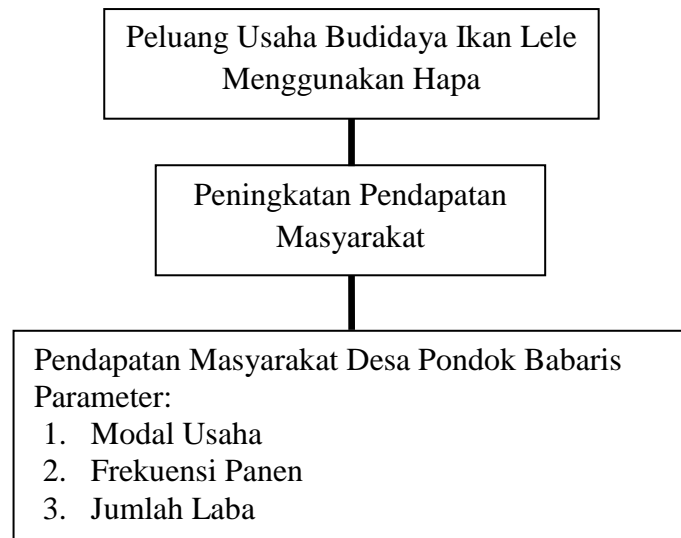 Peluang Usaha Budidaya Ikan Lele
Menggunakan Hapa
Peningkatan Pendapatan
Masyarakat
Pendapatan Masyarakat Desa Pondok Babaris
Parameter:
1. Modal Usaha
2. Frekuensi Panen
3. Jumlah Laba